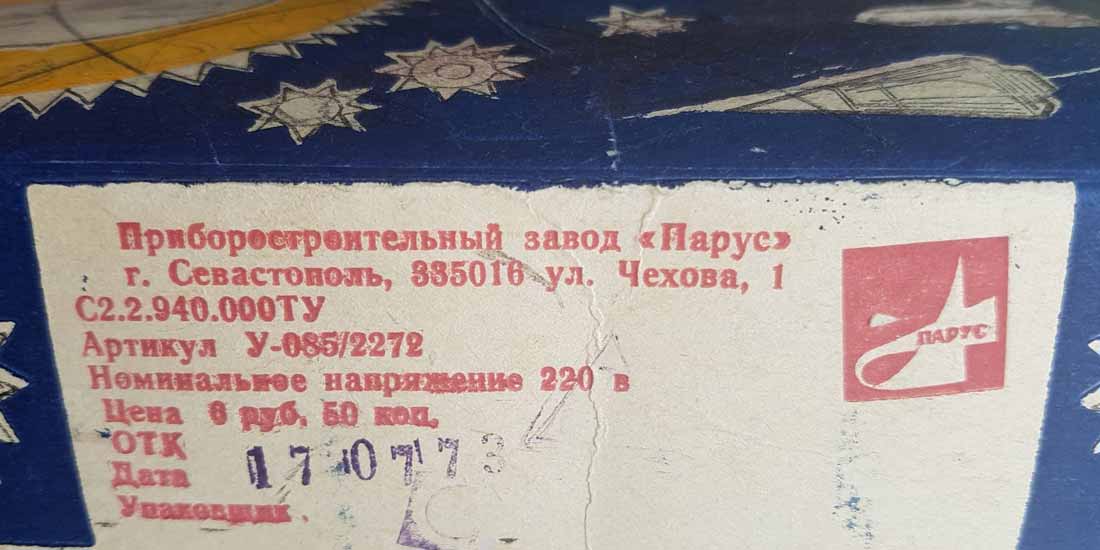 Приборостроительный завод «Парус»
г. Севастополь, 335016 ул. Чехова, 1
С2.2.940.000ТУ
Артикул У-085/2272
Номинальное напряжение 220 в
Цена 6 руб. 50 коп.
ОТК
Дата 17 07 73
Упаковщик
ПАРУС